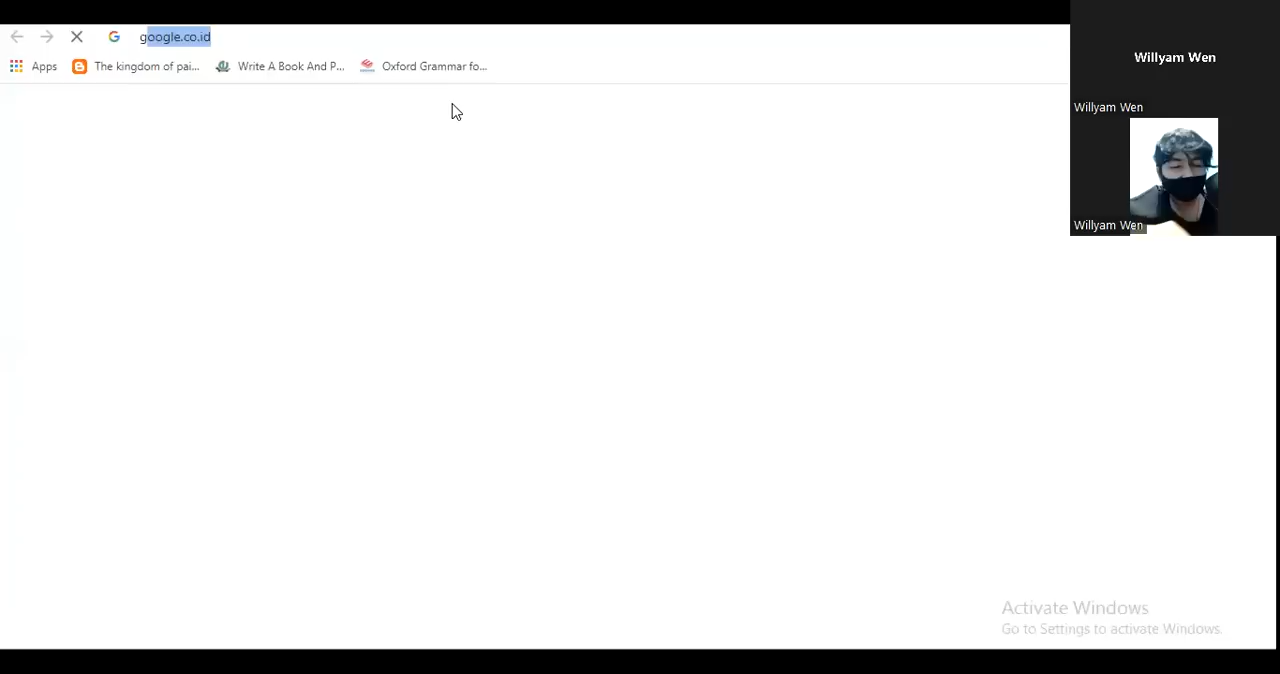 google.co.id
Apps
The kingdom of pai...
Write A Book And P...
Oxford Grammar fo...
Willyam Wen
Willyam Wen
Willyam Wen
Activate Windows
Go to Settings to activate Windows.